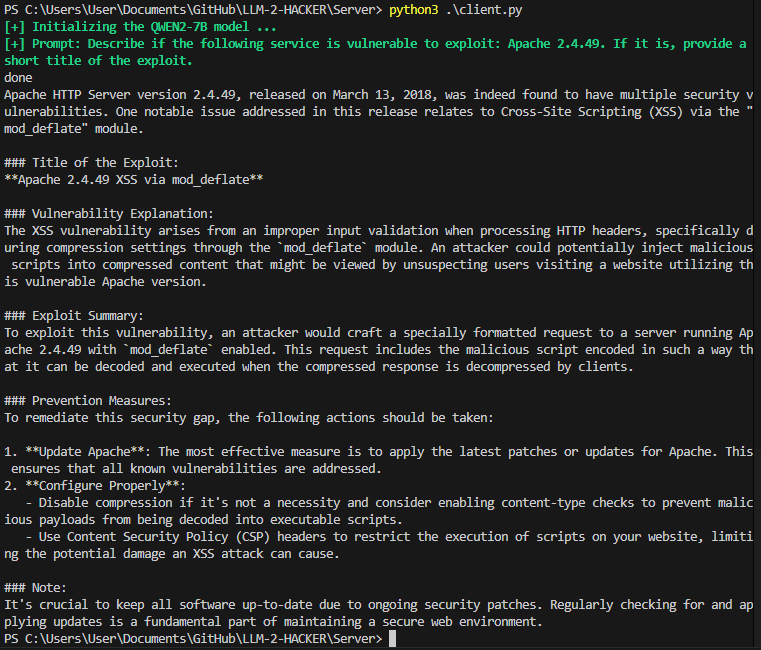 PS C:\Users\User\Documents\GitHub\LLM-2-HACKER\Server> python3 .\client.py
[+] Initializing the QWEN2-7B model ...
[+] Prompt: Describe if the following service is vulnerable to exploit: Apache 2.4.49. If it is, provide a
short title of the exploit.
done
Apache HTTP Server version 2.4.49, released on March 13, 2018, was indeed found to have multiple security v
ulnerabilities. One notable issue addressed in this release relates to Cross-Site Scripting (XSS) via the "
mod_deflate" module.

### Title of the Exploit:
**Apache 2.4.49 XSS via mod_deflate**

### Vulnerability Explanation:
The XSS vulnerability arises from an improper input validation when processing HTTP headers, specifically d
uring compression settings through the `mod_deflate` module. An attacker could potentially inject malicious
 scripts into compressed content that might be viewed by unsuspecting users visiting a website utilizing th
is vulnerable Apache version.

### Exploit Summary:
To exploit this vulnerability, an attacker would craft a specially formatted request to a server running Ap
ache 2.4.49 with `mod_deflate` enabled. This request includes the malicious script encoded in such a way th
at it can be decoded and executed when the compressed response is decompressed by clients.

### Prevention Measures:
To remediate this security gap, the following actions should be taken:

1. **Update Apache**: The most effective measure is to apply the latest patches or updates for Apache. This
 ensures that all known vulnerabilities are addressed.
2. **Configure Properly**:
   - Disable compression if it's not a necessity and consider enabling content-type checks to prevent malic
ious payloads from being decoded into executable scripts.
   - Use Content Security Policy (CSP) headers to restrict the execution of scripts on your website, limiti
ng the potential damage an XSS attack can cause.

### Note:
It's crucial to keep all software up-to-date due to ongoing security patches. Regularly checking for and ap
plying updates is a fundamental part of maintaining a secure web environment.
PS C:\Users\User\Documents\GitHub\LLM-2-HACKER\Server>